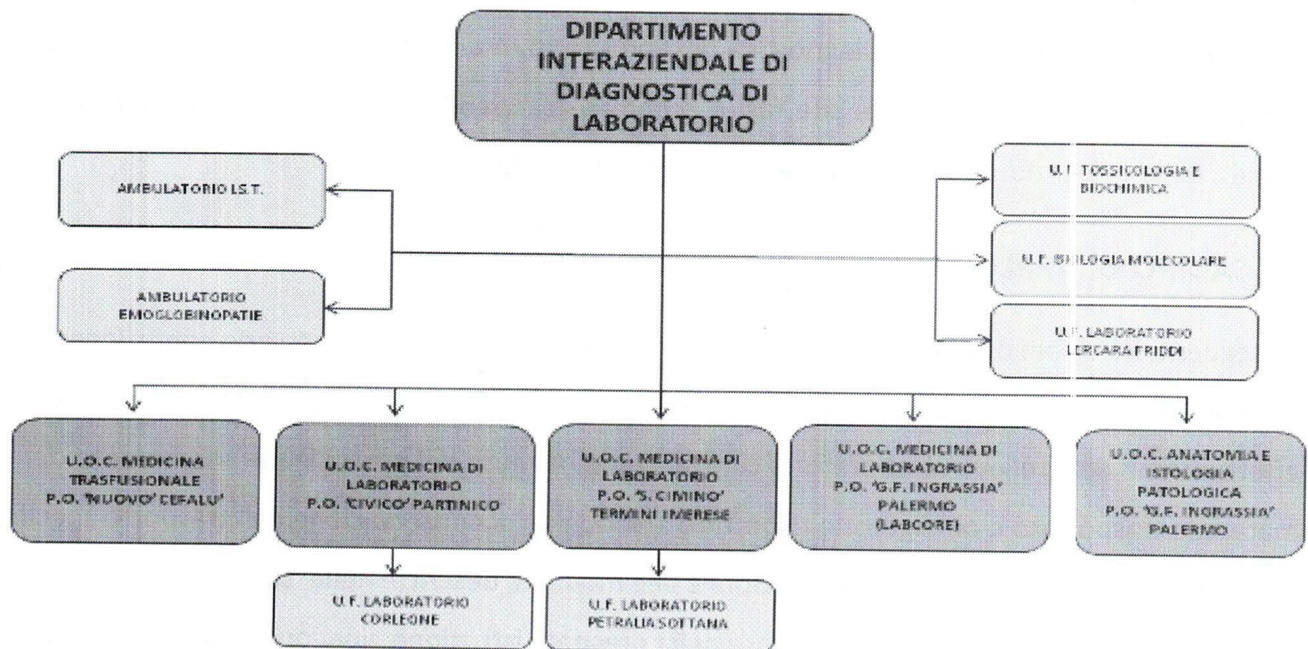 DIPARTIMENTO
INTERAZIENDALE DI
DIAGNOSTICA DI
LABORATORIO
AMBULATORIO I.S.T.
AMBULATORIO
EMOGLOBINOPATIE
U.F. TOSSICOLOGIA E
BIOCHIMICA
U.F. BIOLOGIA MOLECOLARE
U.F. LABORATORIO
LERCARA FRIDDI
U.O.C. MEDICINA
TRASFUSIONALE
P.O. 'NUOVO' CEFALU'
U.O.C. MEDICINA DI
LABORATORIO
P.O. 'CIVICO' PARTINICO
U.O.C. MEDICINA DI
LABORATORIO
P.O. 'S. CIMINO'
TERMINI IMERESE
U.O.C. MEDICINA DI
LABORATORIO
P.O. 'G.F. INGRASSIA'
PALERMO
(LABCORE)
U.O.C. ANATOMIA E
ISTOLOGIA
PATOLOGICA
P.O. 'G.F. INGRASSIA'
PALERMO
U.F. LABORATORIO
CORLEONE
U.F. LABORATORIO
PETRALIA SOTTANA